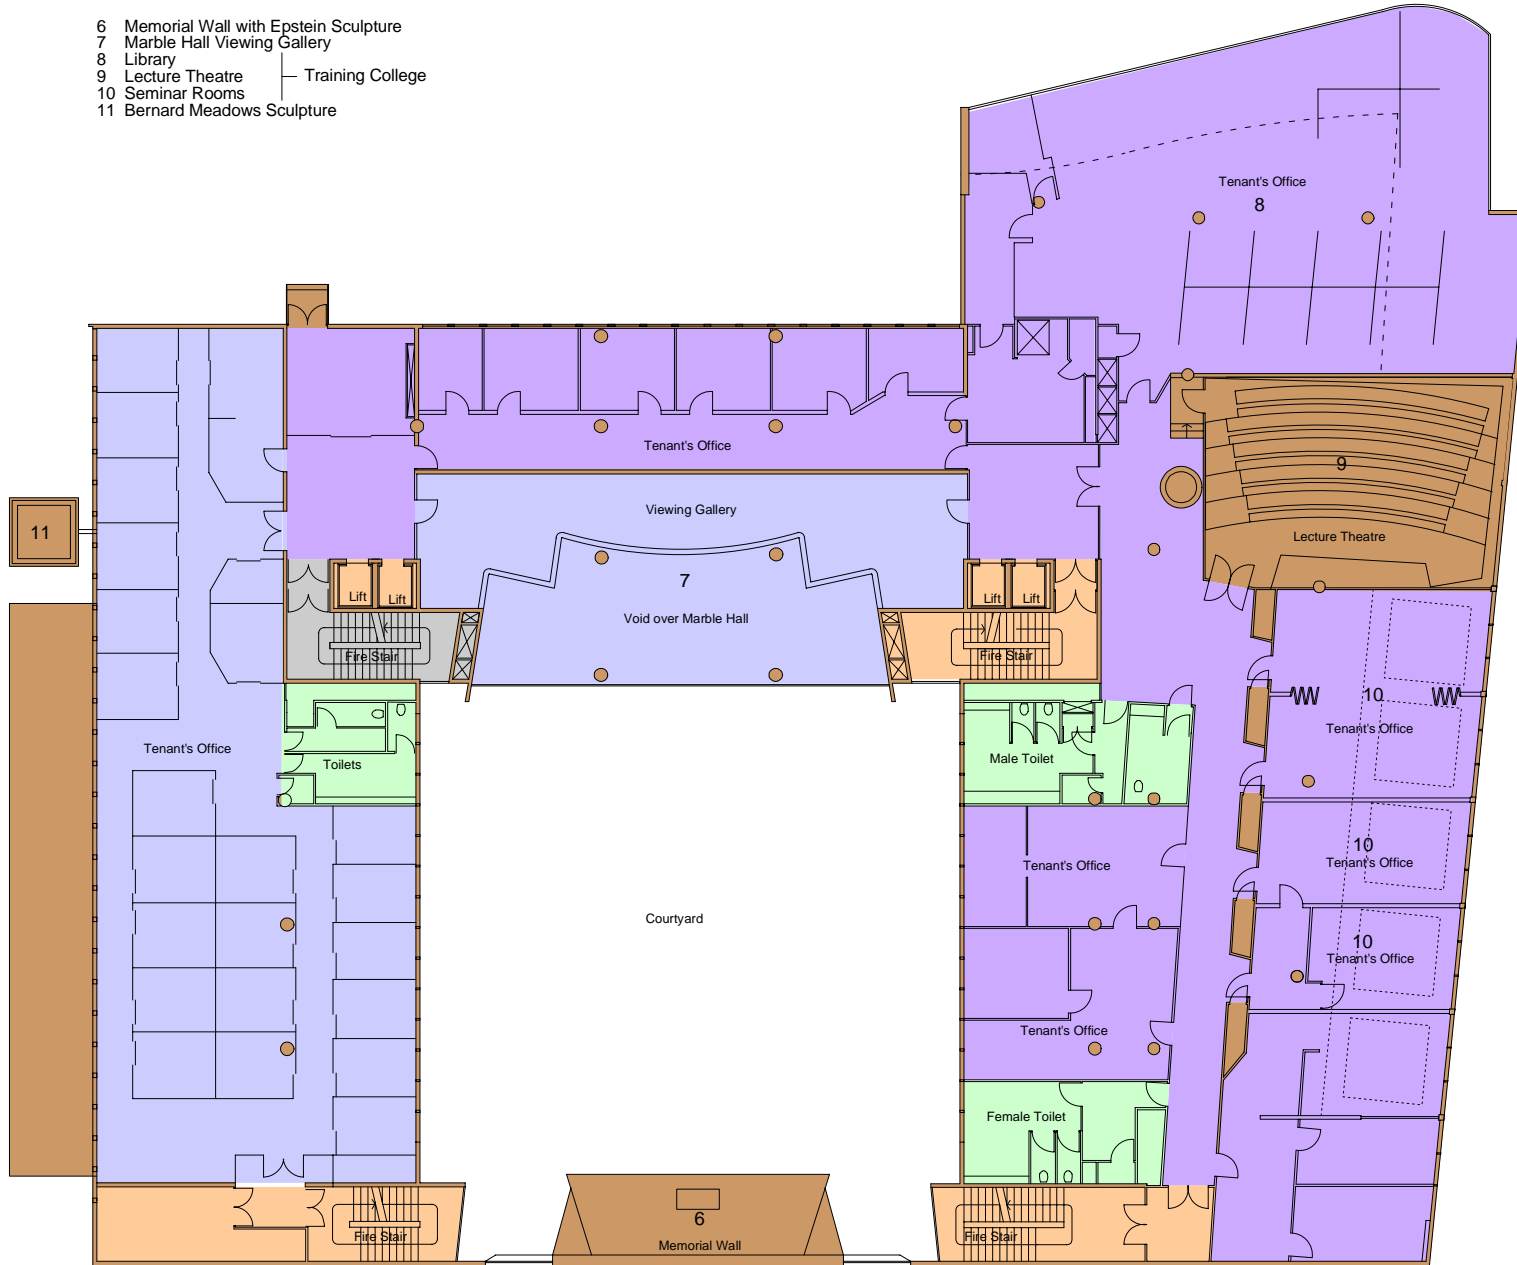 6 Memorial Wall with Epstein Sculpture
7 Marble Hall Viewing Gallery
8 Library
9 Lecture Theatre
Training College
10 Seminar Rooms
11 Bernard Meadows Sculpture
Tenant's Office
8
Tenant's Office
9
Viewing Gallery
11
Lecture Theatre
7
Lift
Lift
Lift
Lift
Void over Marble Hall
Fire Stair
Fire Stair
10
Tenant's Office
Tenant's Office
Toilets
Male Toilet
10
Tenant's Office
Tenant's Office
Courtyard
10
Tenant's Office
Tenant's Office
Female Toilet
6
Fire Stair
Memorial Wall
Fire Stair